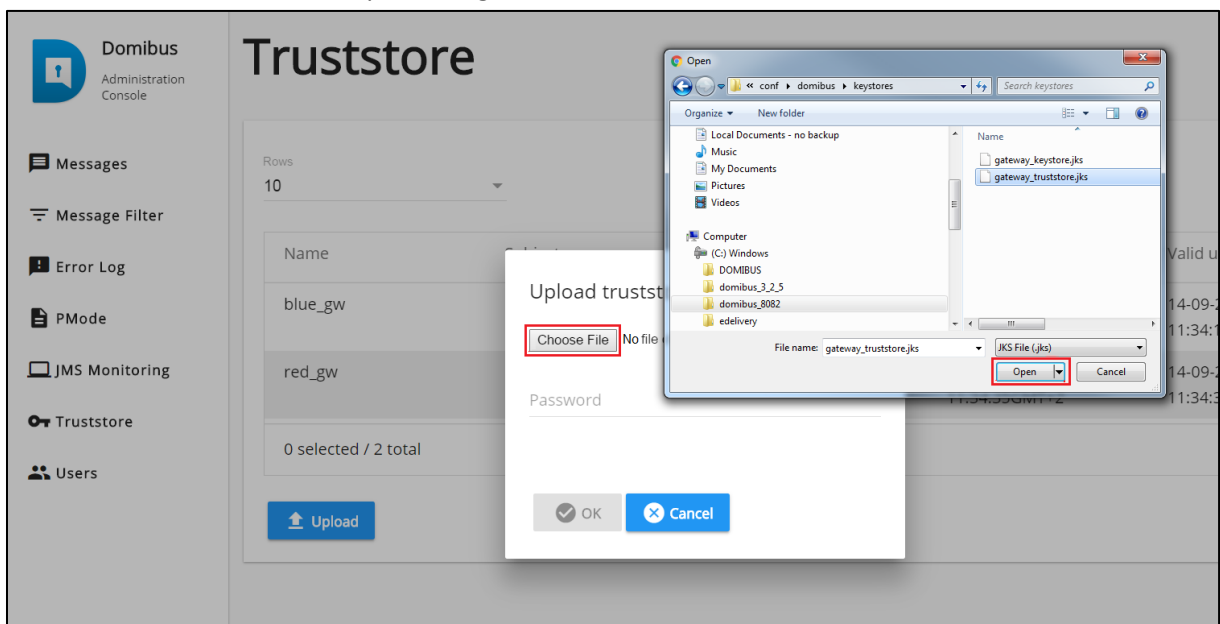 Domibus
Administration
Console
Messages
Message Filter
Error Log
PMode
JMS Monitoring
Truststore
Users
Truststore
Rows
10
Name
Valid u
blue_gw
14-09-2
11:34:1
red_gw
14-09-2
11:34:3
0 selected / 2 total
Upload
Upload trustst
Choose File No file
Password
OK Cancel
Open
« conf domibus keystores Search keystores
Organize New folder
Local Documents - no backup
Music
My Documents
Pictures
Videos
Computer
(C:) Windows
DOMIBUS
domibus_3_2_5
domibus_8082
edelivery
Name
gateway_keystore.jks
gateway_truststore.jks
File name: gateway_truststore.jks JKS File (.jks)
Open Cancel